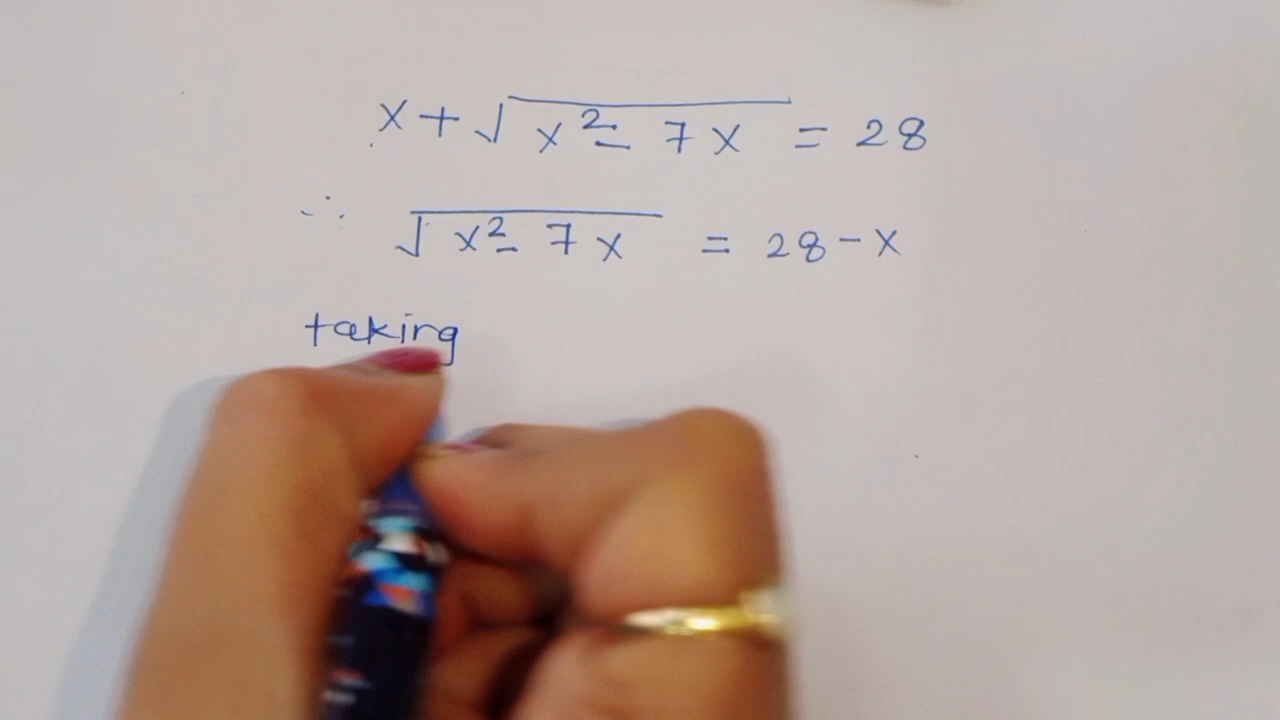 x + √(x² - 7x) = 28
∴ √(x² - 7x) = 28 - x
taking